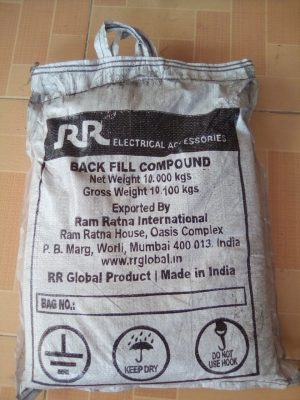 RR
ELECTRICAL ACCESSORIES
BACK FILL COMPOUND
Net Weight 10.000 kgs
Gross Weight 10.100 kgs
Exported By
Ram Ratna International
Ram Ratna House, Oasis Complex
P. B. Marg, Worli, Mumbai 400 013. India
www.rrglobal.in
RR Global Product | Made in India
BAG NO.:
KEEP DRY
DO NOT
USE HOOK